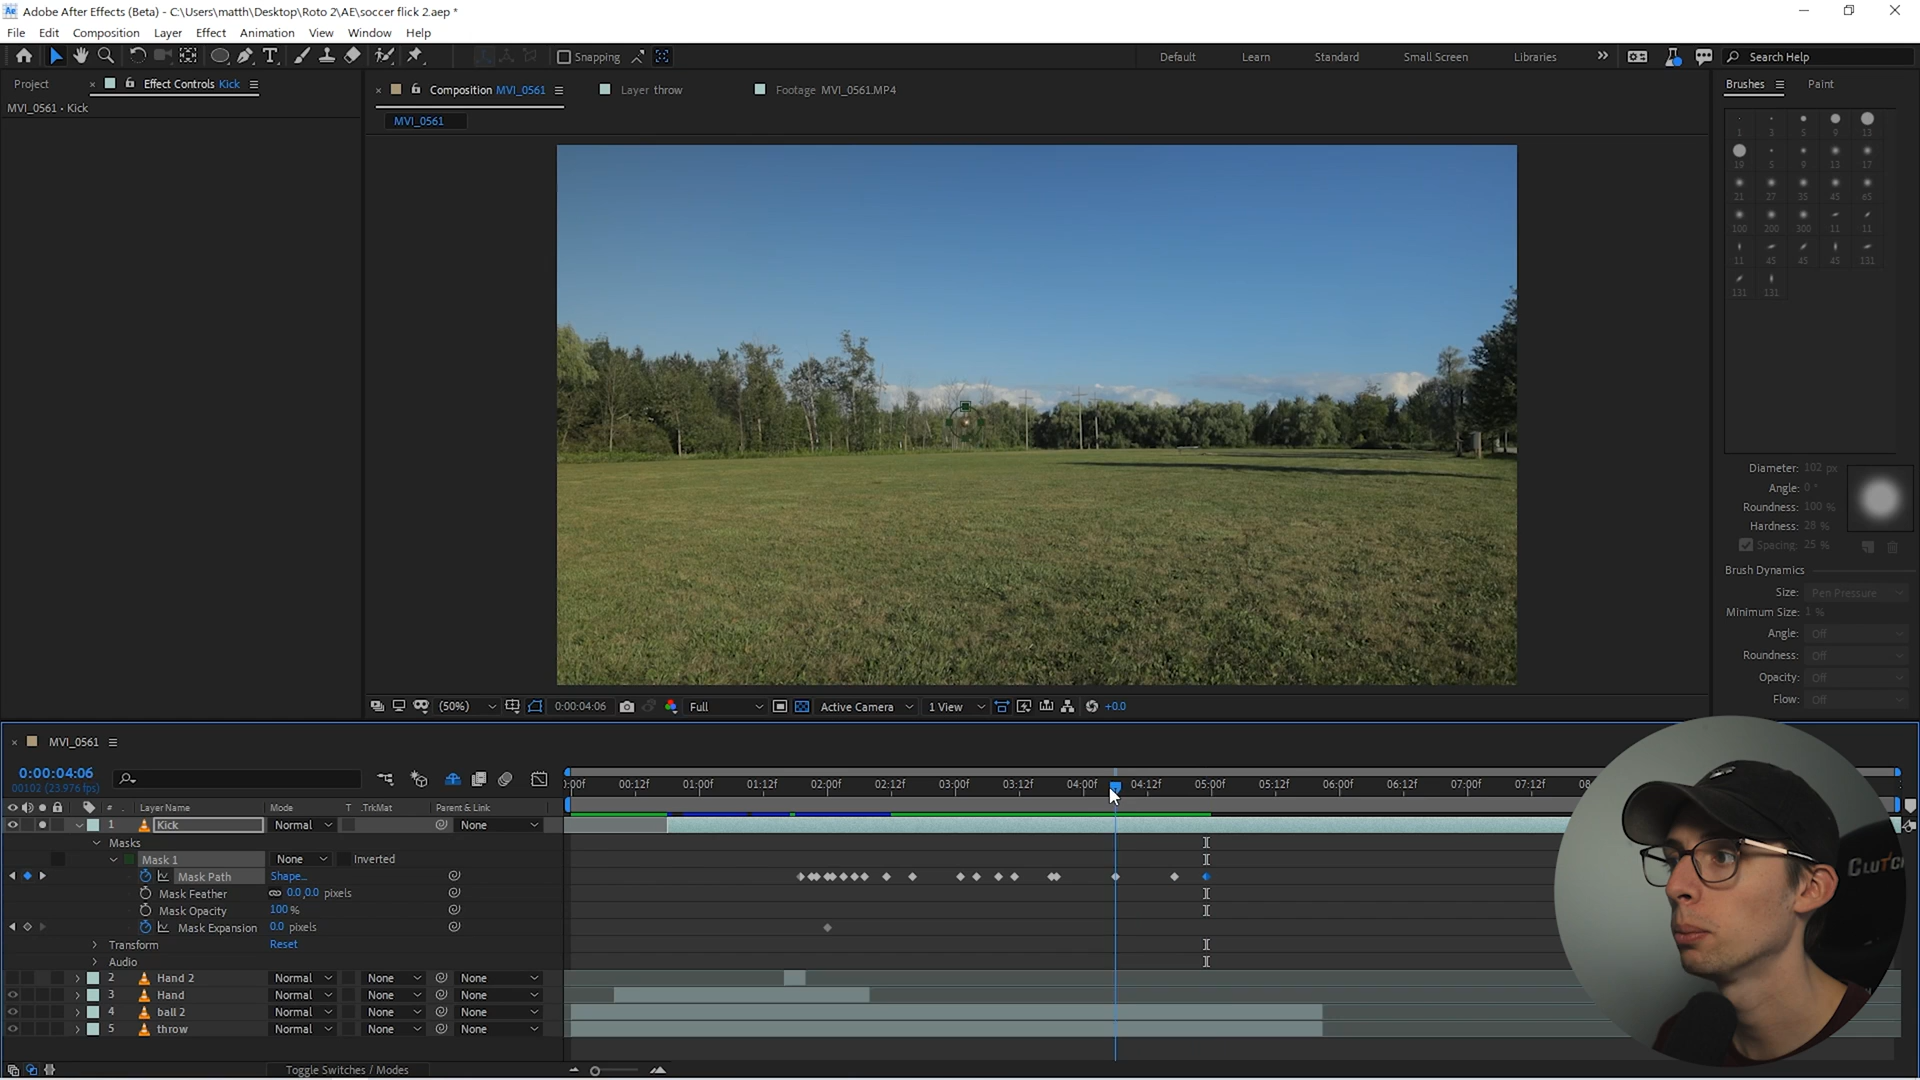 Adobe After Effects (Beta) - C:\Users\matth\Desktop\Roto 2\AE\soccer flick 2.aep *
File Edit Composition Layer Effect Animation View Window Help
Snapping
Default Learn Standard Small Screen Libraries Search Help
Project Effect Controls Kick
MVI_0561 • Kick
Composition MVI_0561 Layer throw Footage MVI_0561.MP4
MVI_0561
Brushes Paint
1 3 5 9 13
19 5 9 13 17
21 27 35 45 65
100 200 300 11 11
11 45 45 45 131
131 131
Diameter: 102 px
Angle: 0 °
Roundness: 100 %
Hardness: 28 %
Spacing: 25 %
Brush Dynamics
Size: Pen Pressure
Minimum Size: 1 %
Angle: Off
Roundness: Off
Opacity: Off
Flow: Off
(50%) 0:00:04:06 Full Active Camera 1 View +0.0
MVI_0561
0:00:04:06
00102 (23.976 fps)
:00f 00:12f 01:00f 01:12f 02:00f 02:12f 03:00f 03:12f 04:00f 04:12f 05:00f 05:12f 06:00f 06:12f 07:00f 07:12f
# Layer Name Mode T .TrkMat Parent & Link
1 Kick Normal None
Masks
Mask 1 None Inverted
Mask Path Shape...
Mask Feather 0.0,0.0 pixels
Mask Opacity 100 %
Mask Expansion 0.0 pixels
Transform Reset
Audio
2 Hand 2 Normal None None
3 Hand Normal None None
4 ball 2 Normal None None
5 throw Normal None None
Toggle Switches / Modes